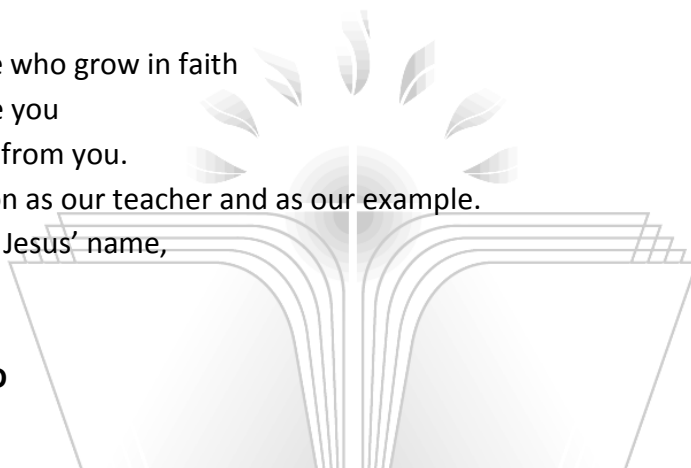 who grow in faith
you
from you.
as our teacher and as our example.
Jesus’ name,